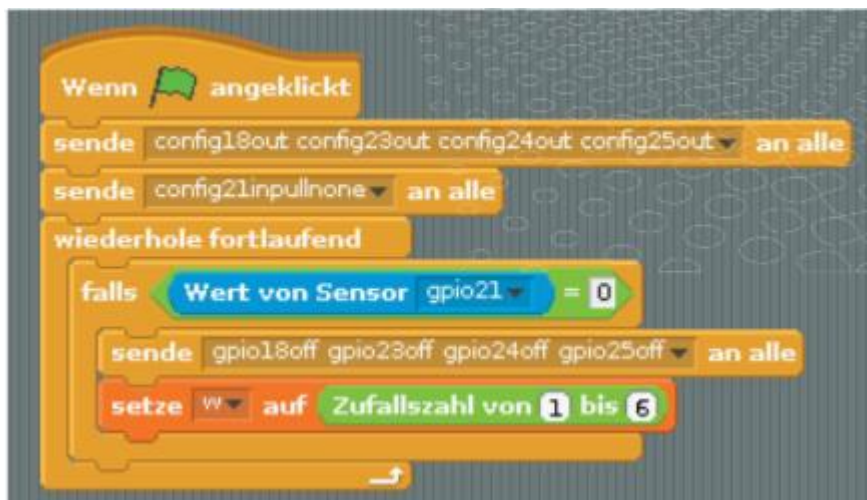 Wenn angeklickt
sende config18out config23out config24out config25out an alle
sende config21inpullnone an alle
wiederhole fortlaufend
falls Wert von Sensor gpio21 = 0
sende gpio18off gpio23off gpio24off gpio25off an alle
setze w auf Zufallszahl von 1 bis 6